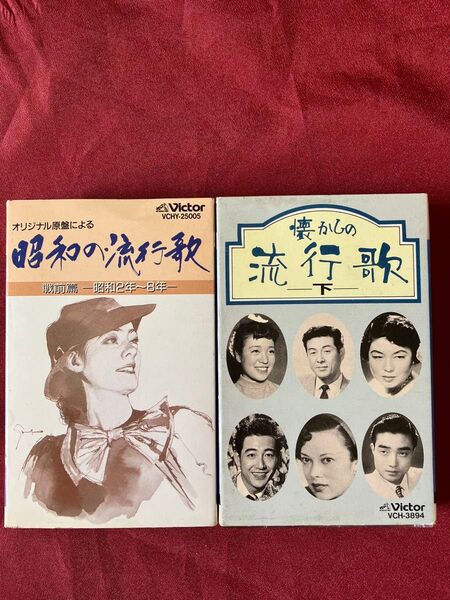 Victor
VCHY-25005
オリジナル原盤による
昭和の流行歌
戦前篇 ―昭和2年~8年―
懐かしの
流行歌
―下―
Victor
VCH-3894